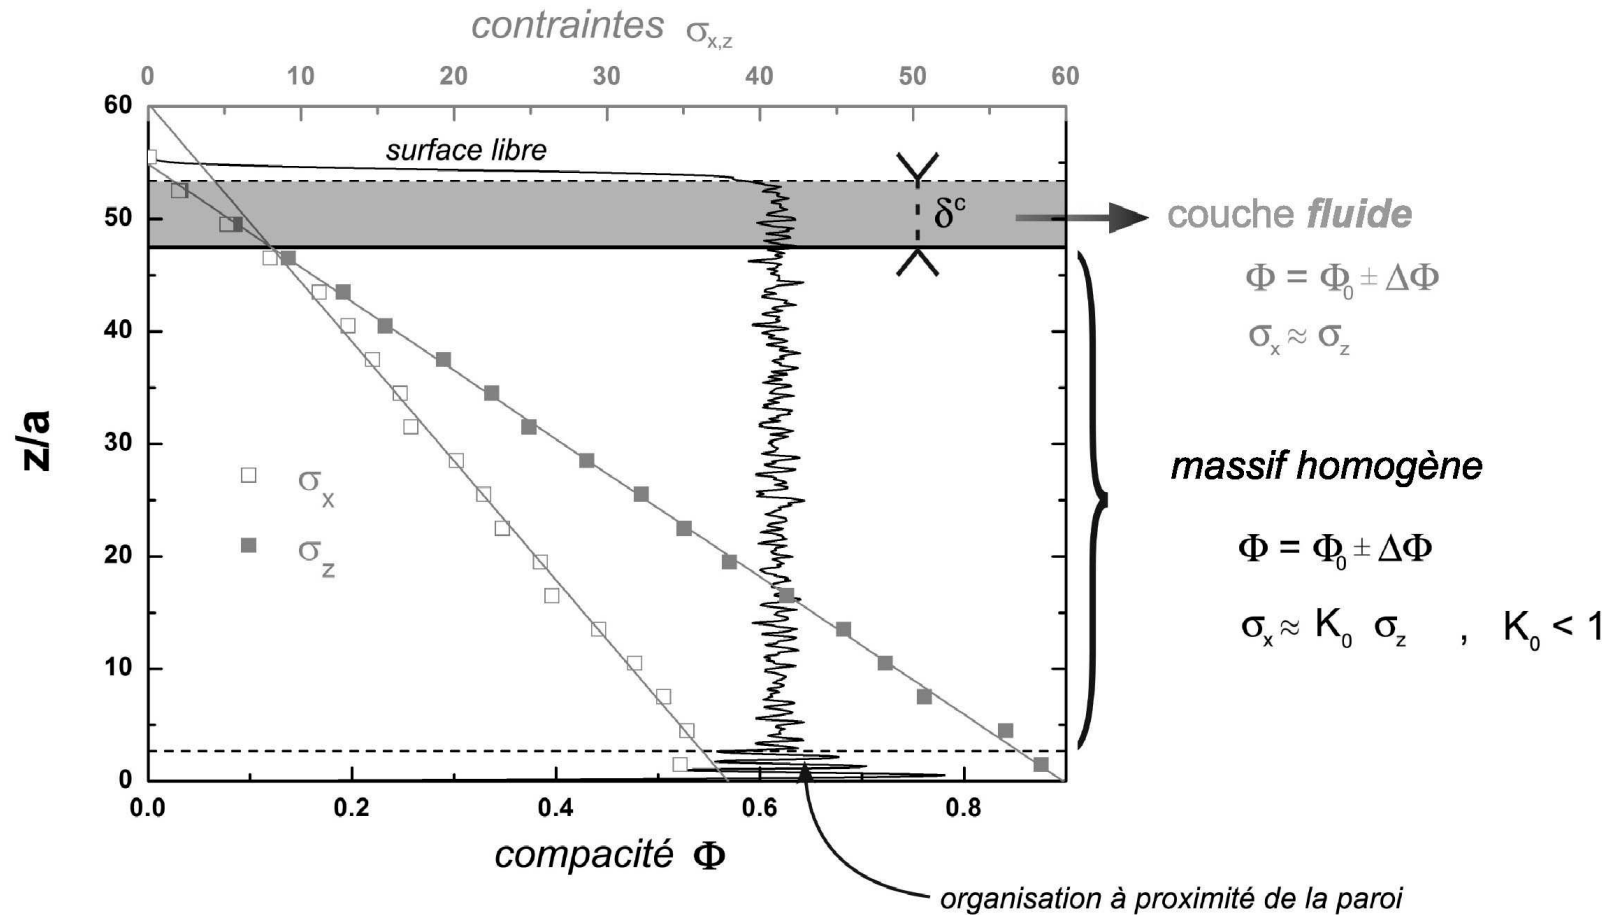 contraintes σx,z
0 10 20 30 40 50 60
60
50
40
30
20
10
0
z/a
surface libre
δc
σx
σz
couche fluide
Φ = Φ0 ± ΔΦ
σx ≈ σz
massif homogène
Φ = Φ0 ± ΔΦ
σx ≈ K0 σz , K0 < 1
0.0 0.2 0.4 0.6 0.8
compacité Φ
organisation à proximité de la paroi